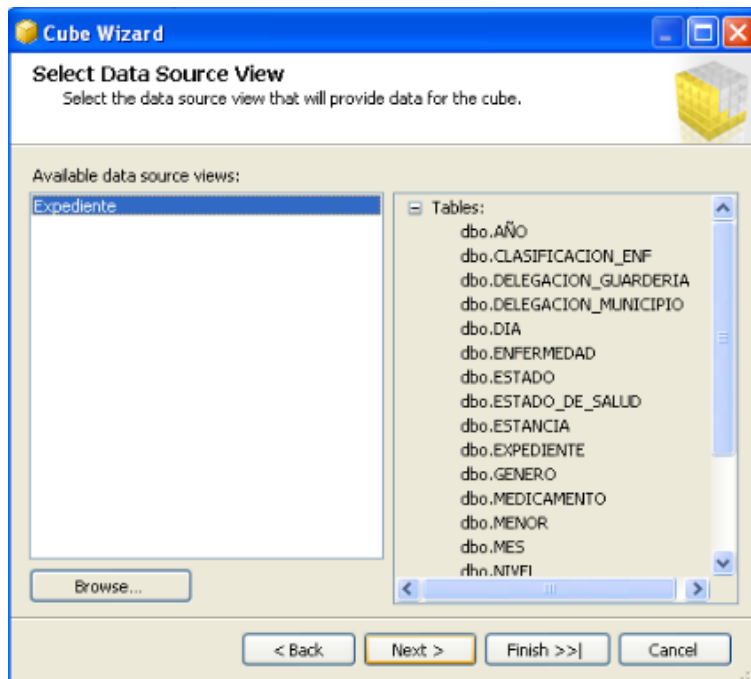 Cube Wizard
Select Data Source View
Select the data source view that will provide data for the cube.
Available data source views:
Expediente
Tables:
dbo.AÑO
dbo.CLASIFICACION_ENF
dbo.DELEGACION_GUARDERIA
dbo.DELEGACION_MUNICIPIO
dbo.DIA
dbo.ENFERMEDAD
dbo.ESTADO
dbo.ESTADO_DE_SALUD
dbo.ESTANCIA
dbo.EXPEDIENTE
dbo.GENERO
dbo.MEDICAMENTO
dbo.MENOR
dbo.MES
dbo.NIVEL
Browse...
< Back Next > Finish >>| Cancel